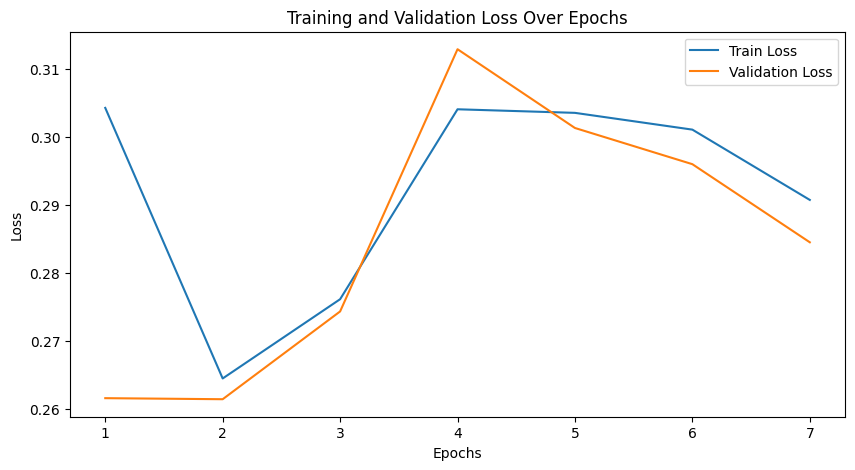 Training and Validation Loss Over Epochs
Train Loss
Validation Loss
0.31
0.30
0.29
0.28
0.27
0.26
Loss
1 2 3 4 5 6 7
Epochs